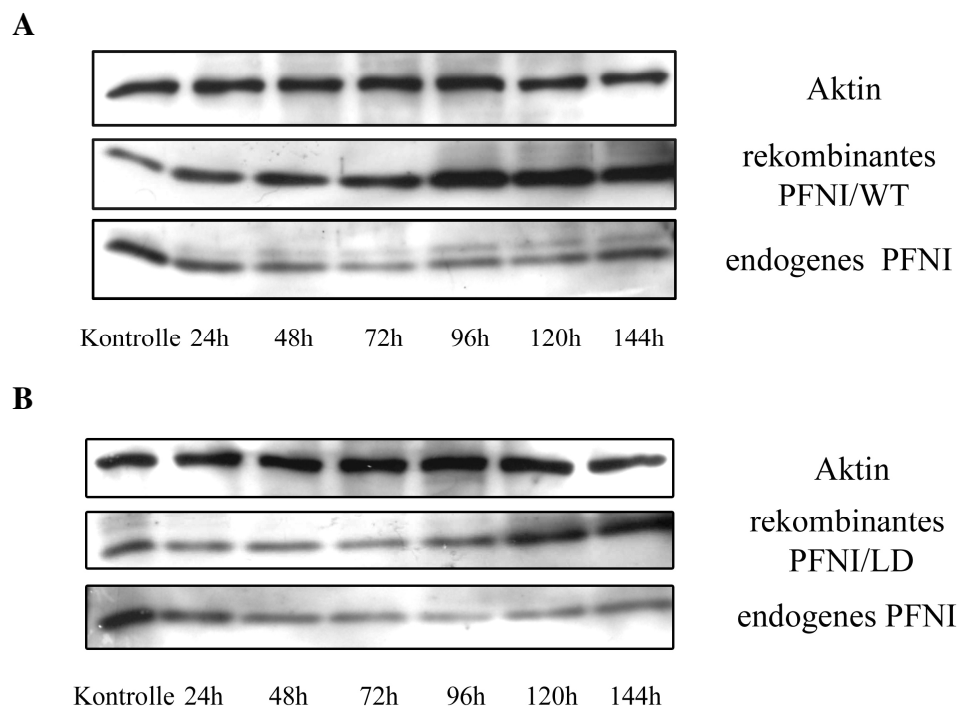 A
Aktin
rekombinantes
PFNI/WT
endogenes PFNI
Kontrolle 24h 48h 72h 96h 120h 144h
B
Aktin
rekombinantes
PFNI/LD
endogenes PFNI
Kontrolle 24h 48h 72h 96h 120h 144h